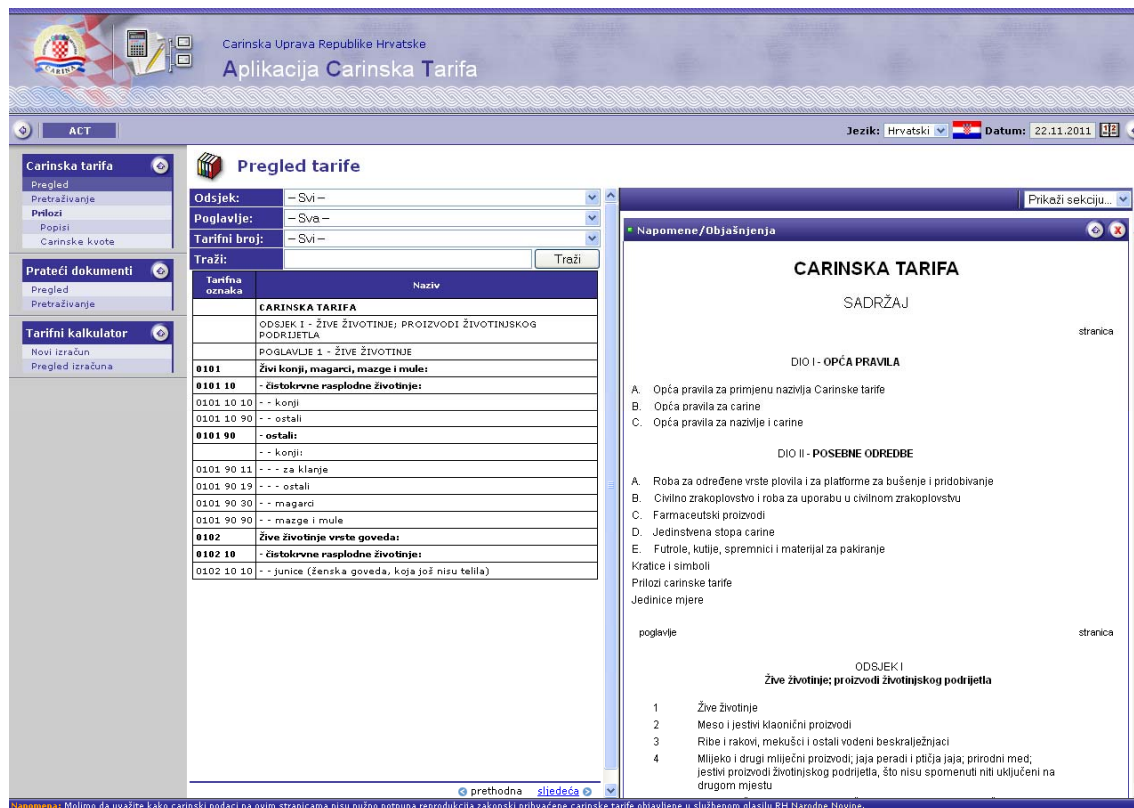 CARINA
Carinska Uprava Republike Hrvatske
Aplikacija Carinska Tarifa
ACT
Jezik: Hrvatski Datum: 22.11.2011
Carinska tarifa
Pregled
Pretraživanje
Prilozi
Popisi
Carinske kvote
Prateći dokumenti
Pregled
Pretraživanje
Tarifni kalkulator
Novi izračun
Pregled izračuna
Pregled tarife
Odsjek: – Svi –
Poglavlje: – Sva –
Tarifni broj: – Svi –
Traži: Traži
Tarifna oznaka Naziv
CARINSKA TARIFA
ODSJEK I - ŽIVE ŽIVOTINJE; PROIZVODI ŽIVOTINJSKOG
PODRIJETLA
POGLAVLJE 1 - ŽIVE ŽIVOTINJE
0101 Živi konji, magarci, mazge i mule:
0101 10 - čistokrvne rasplodne životinje:
0101 10 10 - - konji
0101 10 90 - - ostali
0101 90 - ostali:
- - konji:
0101 90 11 - - - za klanje
0101 90 19 - - - ostali
0101 90 30 - - magarci
0101 90 90 - - mazge i mule
0102 Žive životinje vrste goveda:
0102 10 - čistokrvne rasplodne životinje:
0102 10 10 - - junice (ženska goveda, koja još nisu telila)
prethodna sljedeća
Prikaži sekciju...
Napomene/Objašnjenja
CARINSKA TARIFA
SADRŽAJ
stranica
DIO I - OPĆA PRAVILA
A. Opća pravila za primjenu nazivlja Carinske tarife
B. Opća pravila za carine
C. Opća pravila za nazivlje i carine
DIO II - POSEBNE ODREDBE
A. Roba za određene vrste plovila i za platforme za bušenje i pridobivanje
B. Civilno zrakoplovstvo i roba za uporabu u civilnom zrakoplovstvu
C. Farmaceutski proizvodi
D. Jedinstvena stopa carine
E. Futrole, kutije, spremnici i materijal za pakiranje
Kratice i simboli
Prilozi carinske tarife
Jedinice mjere
poglavlje stranica
ODSJEK I
Žive životinje; proizvodi životinjskog podrijetla
1 Žive životinje
2 Meso i jestivi klaonični proizvodi
3 Ribe i rakovi, mekušci i ostali vodeni beskralježnjaci
4 Mlijeko i drugi mliječni proizvodi; jaja peradi i ptičja jaja; prirodni med;
jestivi proizvodi životinjskog podrijetla, što nisu spomenuti niti uključeni na
drugom mjestu
Napomena: Molimo da uvažite kako carinski podaci na ovim stranicama nisu nužno potpuna reprodukcija zakonski prihvaćene carinske tarife objavljene u službenom glasilu RH Narodne Novine.